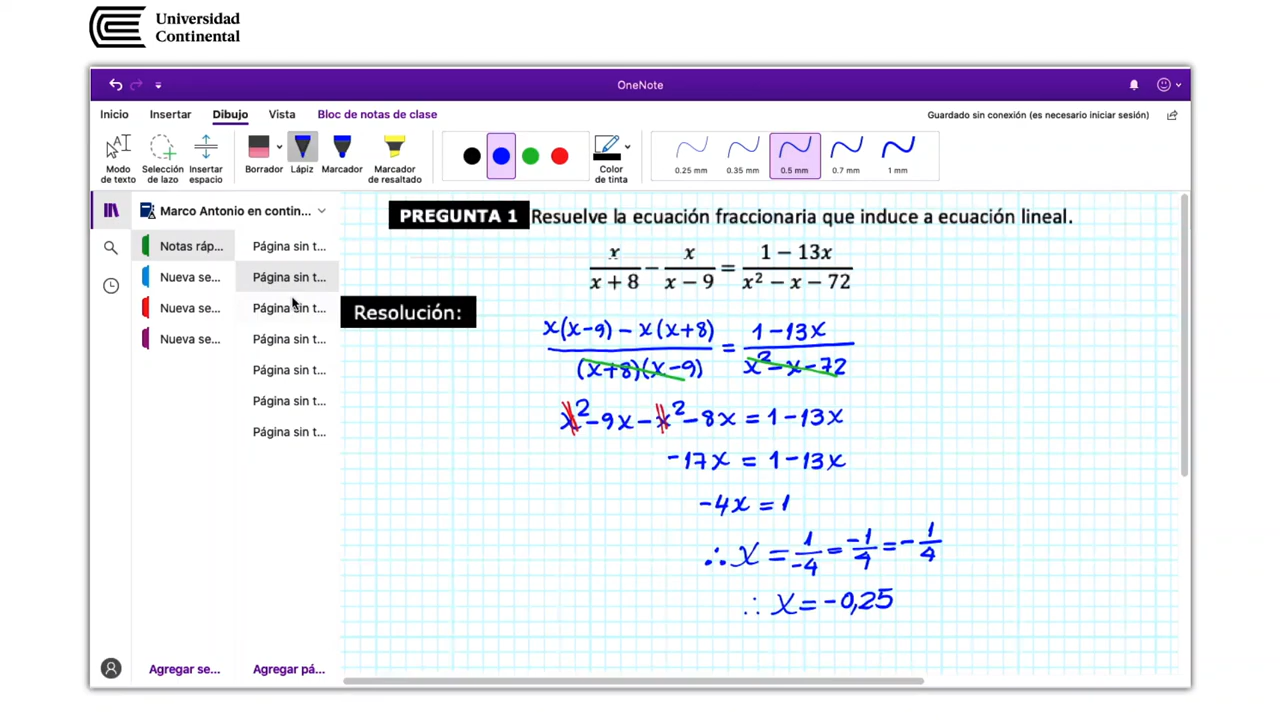 Universidad
Continental
OneNote
Inicio Insertar Dibujo Vista Bloc de notas de clase
Guardado sin conexión (es necesario iniciar sesión)
Modo de texto
Selección de lazo
Insertar espacio
Borrador
Lápiz
Marcador
Marcador de resaltado
Color de tinta
0.25 mm
0.35 mm
0.5 mm
0.7 mm
1 mm
Marco Antonio en contin...
Notas ráp... Página sin t...
Nueva se... Página sin t...
Nueva se... Página sin t...
Nueva se... Página sin t...
Página sin t...
Página sin t...
Página sin t...
Agregar se... Agregar pá...
PREGUNTA 1 Resuelve la ecuación fraccionaria que induce a ecuación lineal.
x/(x + 8) − x/(x − 9) = (1 − 13x)/(x² − x − 72)
Resolución:
(x(x-9) - x(x+8))/((x+8)(x-9)) = (1-13x)/(x²-x-72)
x²-9x-x²-8x = 1-13x
-17x = 1-13x
-4x = 1
∴ x = 1/-4 = -1/4 = -1/4
∴ x = -0,25